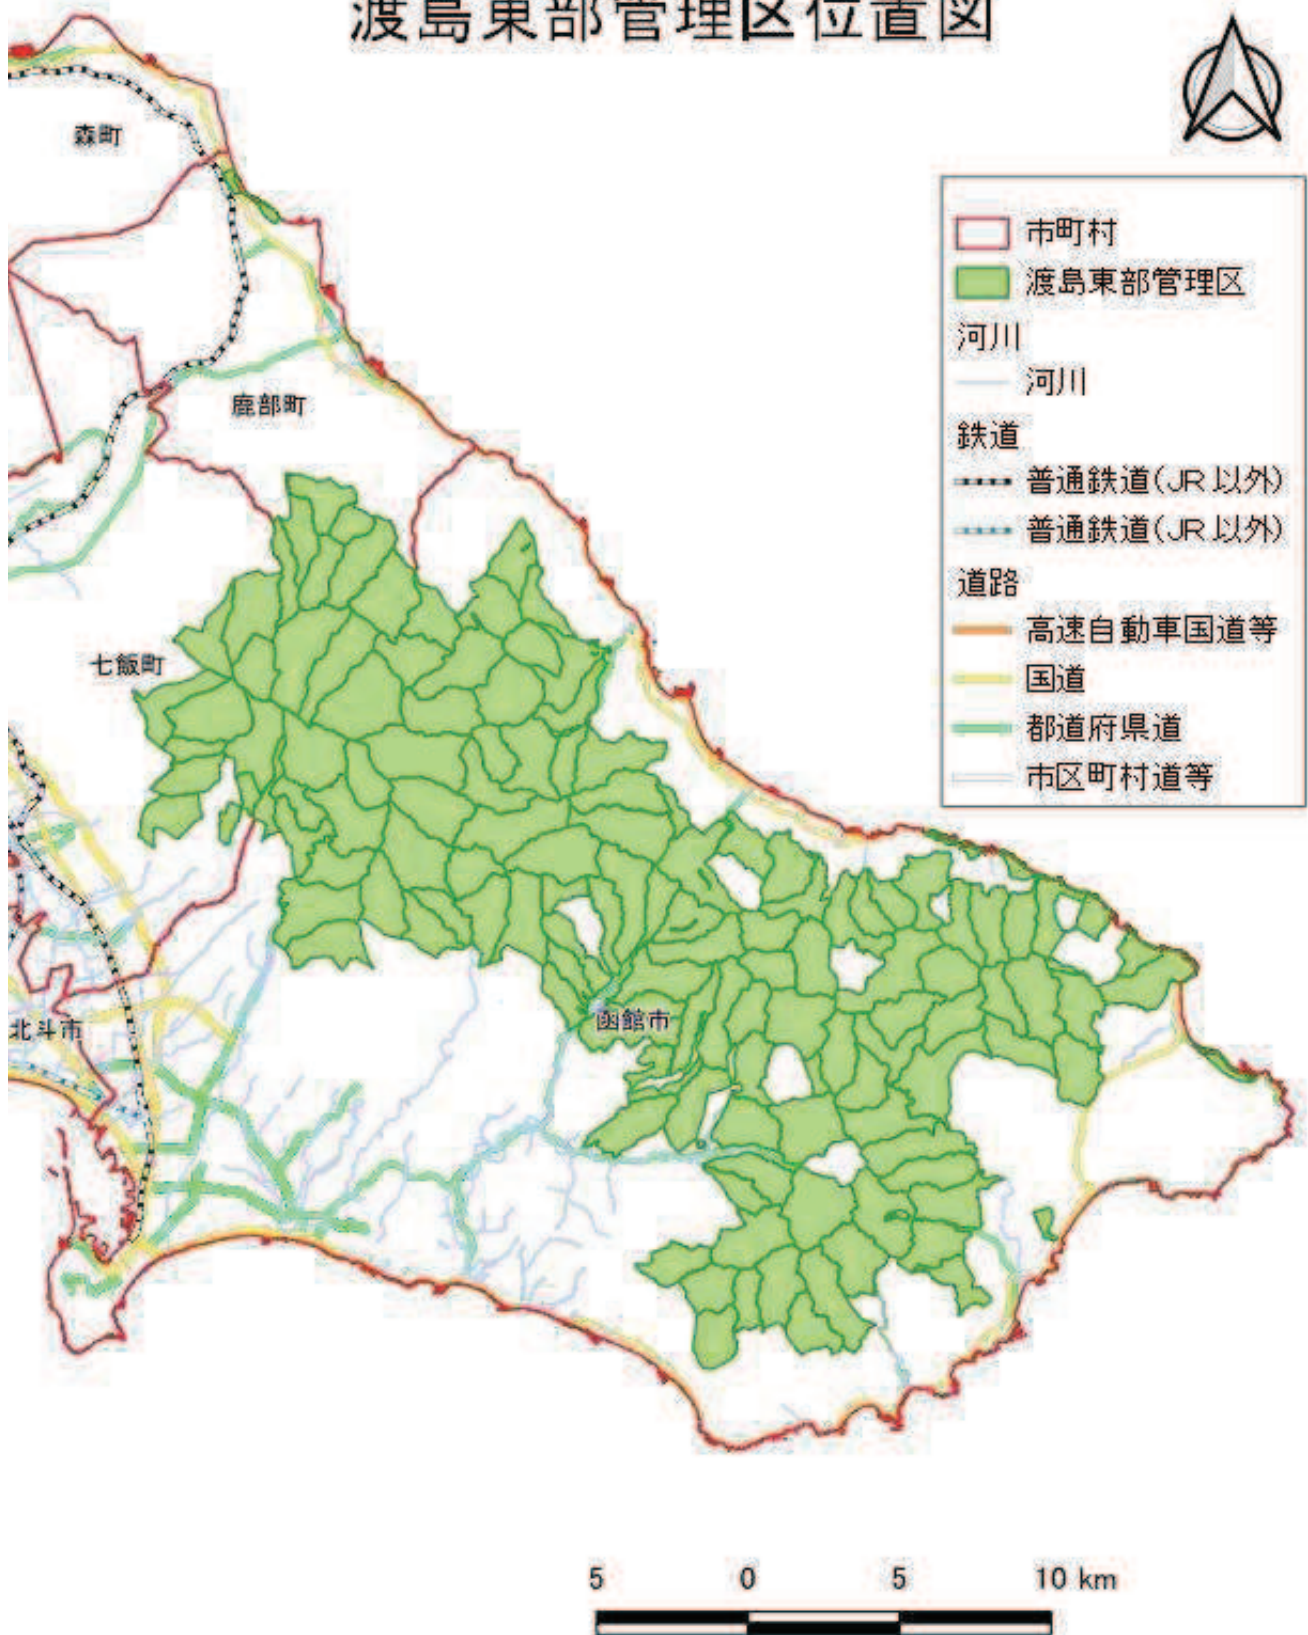 渡島東部管理区位置図
森町
鹿部町
七飯町
北斗市
函館市
市町村
渡島東部管理区
河川
河川
鉄道
普通鉄道(JR以外)
普通鉄道(JR以外)
道路
高速自動車国道等
国道
都道府県道
市区町村道等
5 0 5 10 km